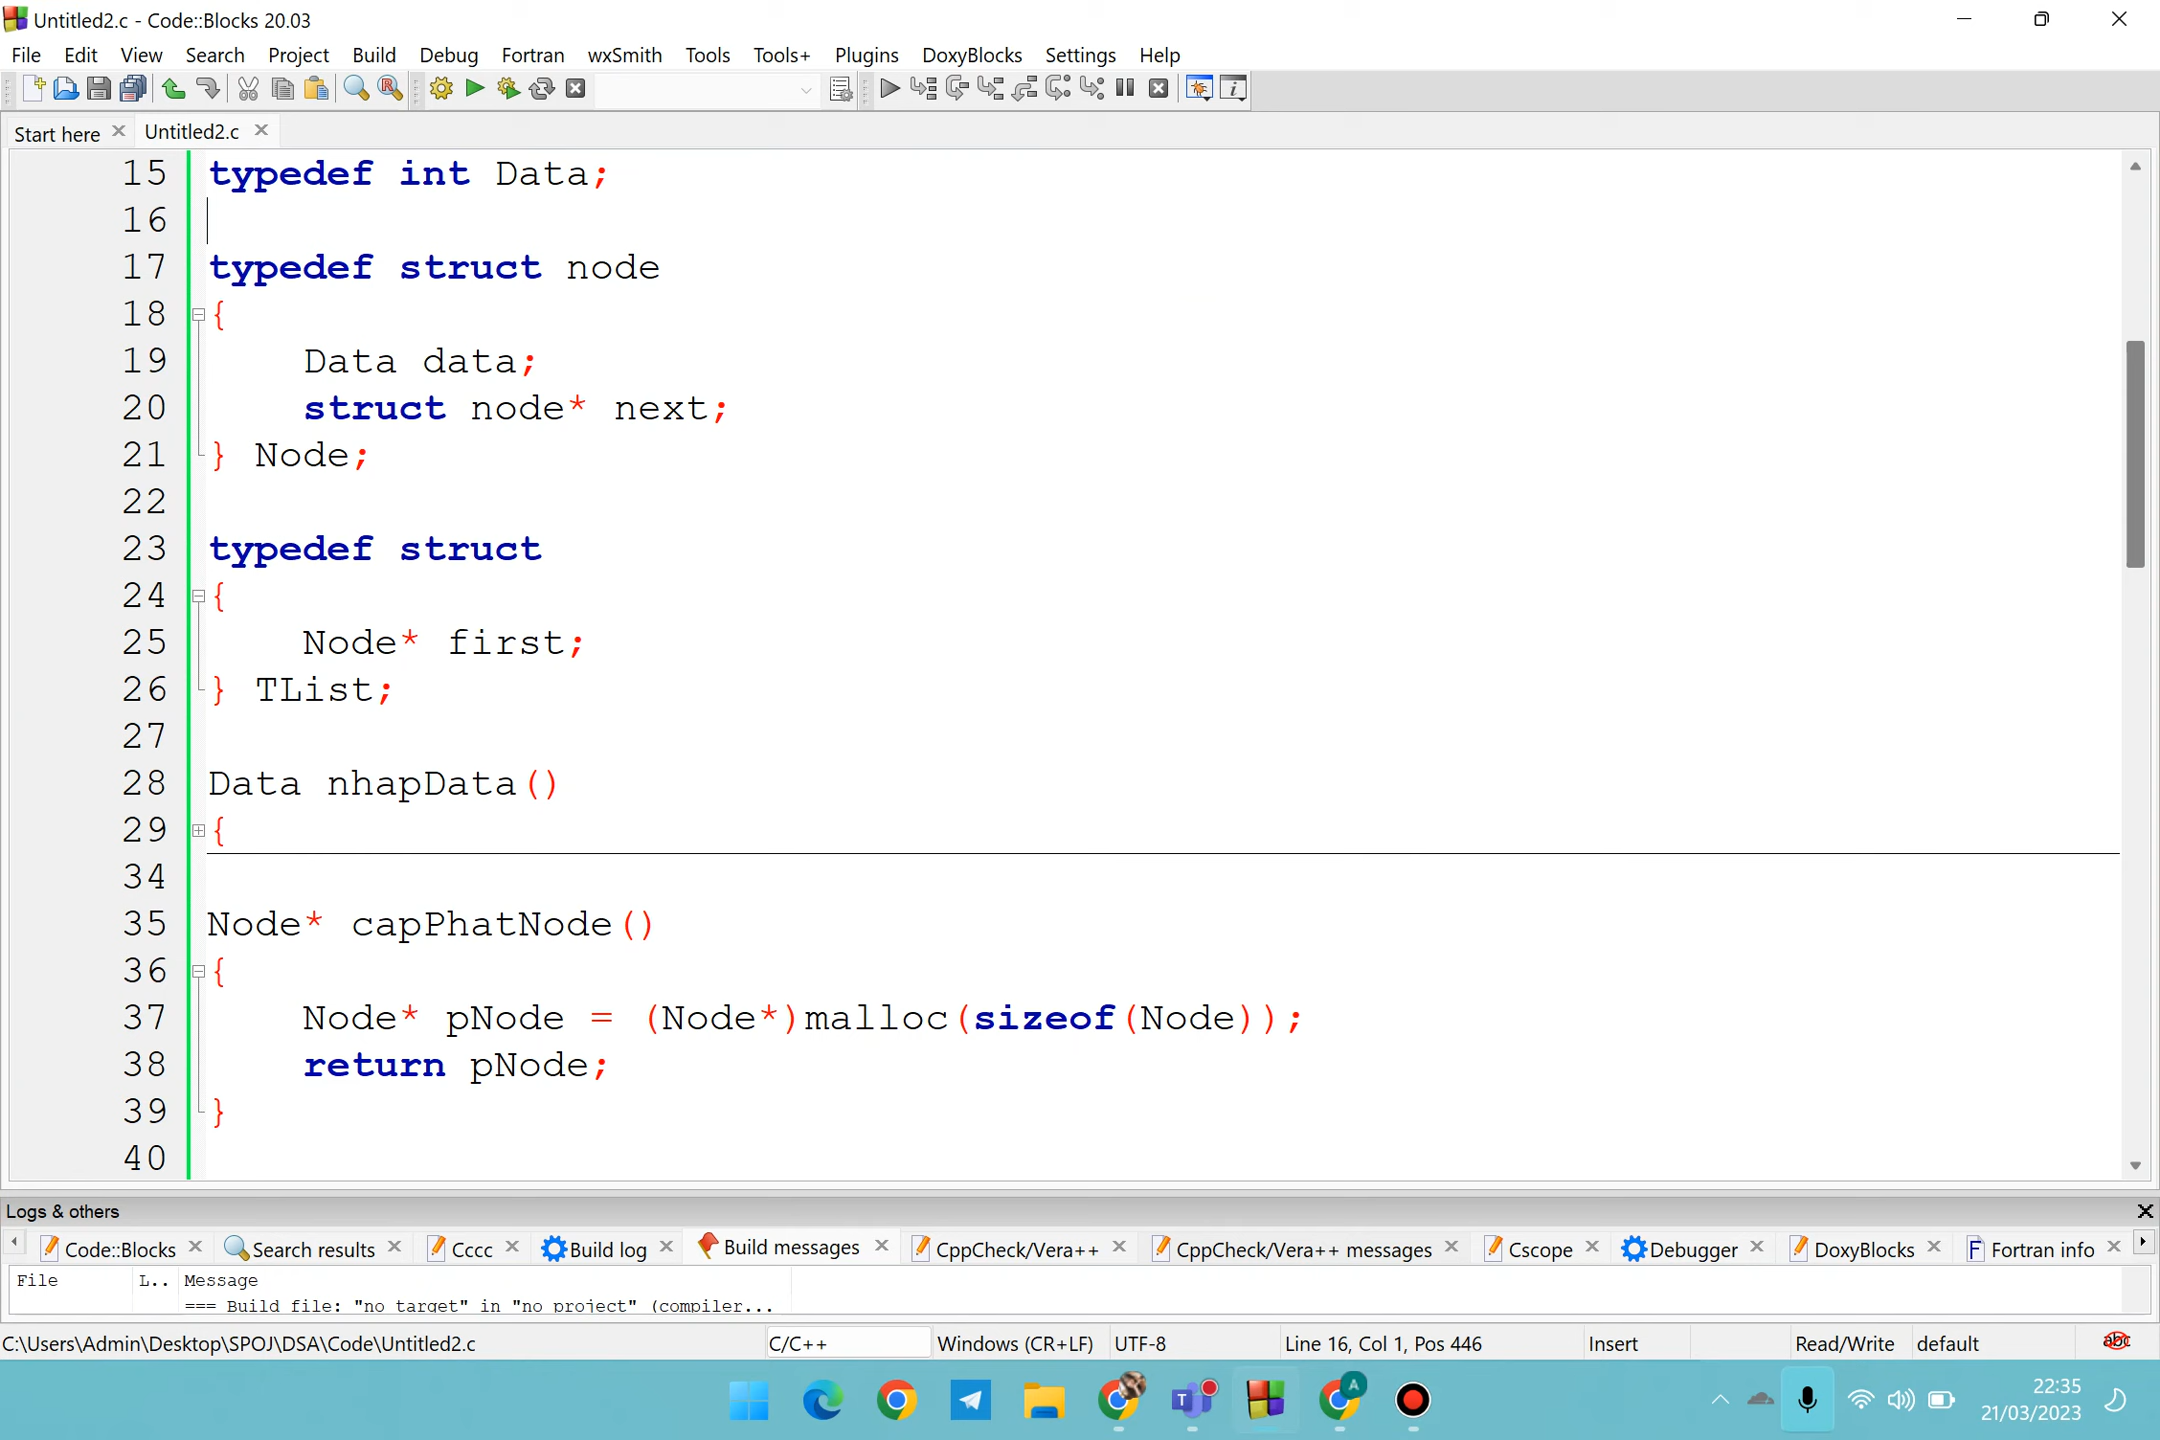 Untitled2.c - Code::Blocks 20.03
File Edit View Search Project Build Debug Fortran wxSmith Tools Tools+ Plugins DoxyBlocks Settings Help
Start here Untitled2.c
15 typedef int Data;
16
17 typedef struct node
18 {
19 Data data;
20 struct node* next;
21 } Node;
22
23 typedef struct
24 {
25 Node* first;
26 } TList;
27
28 Data nhapData()
29 {
34
35 Node* capPhatNode()
36 {
37 Node* pNode = (Node*)malloc(sizeof(Node));
38 return pNode;
39 }
40
Logs & others
Code::Blocks Search results Cccc Build log Build messages CppCheck/Vera++ CppCheck/Vera++ messages Cscope Debugger DoxyBlocks Fortran info
File L.. Message
=== Build file: "no target" in "no project" (compiler...
C:\Users\Admin\Desktop\SPOJ\DSA\Code\Untitled2.c C/C++ Windows (CR+LF) UTF-8 Line 16, Col 1, Pos 446 Insert Read/Write default abc
22:35
21/03/2023